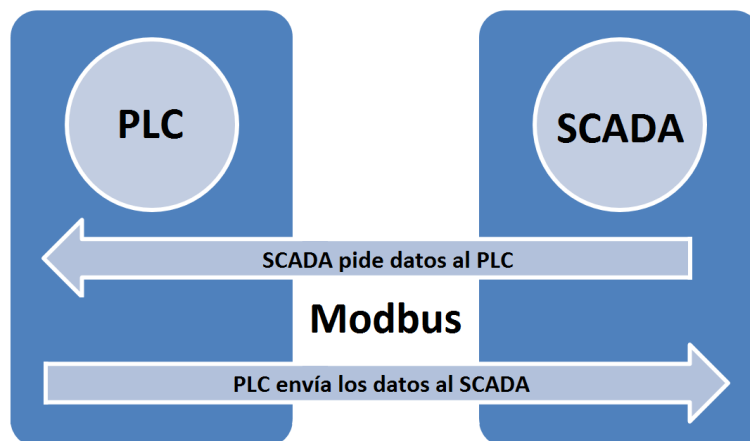 PLC
SCADA
SCADA pide datos al PLC
Modbus
PLC envía los datos al SCADA